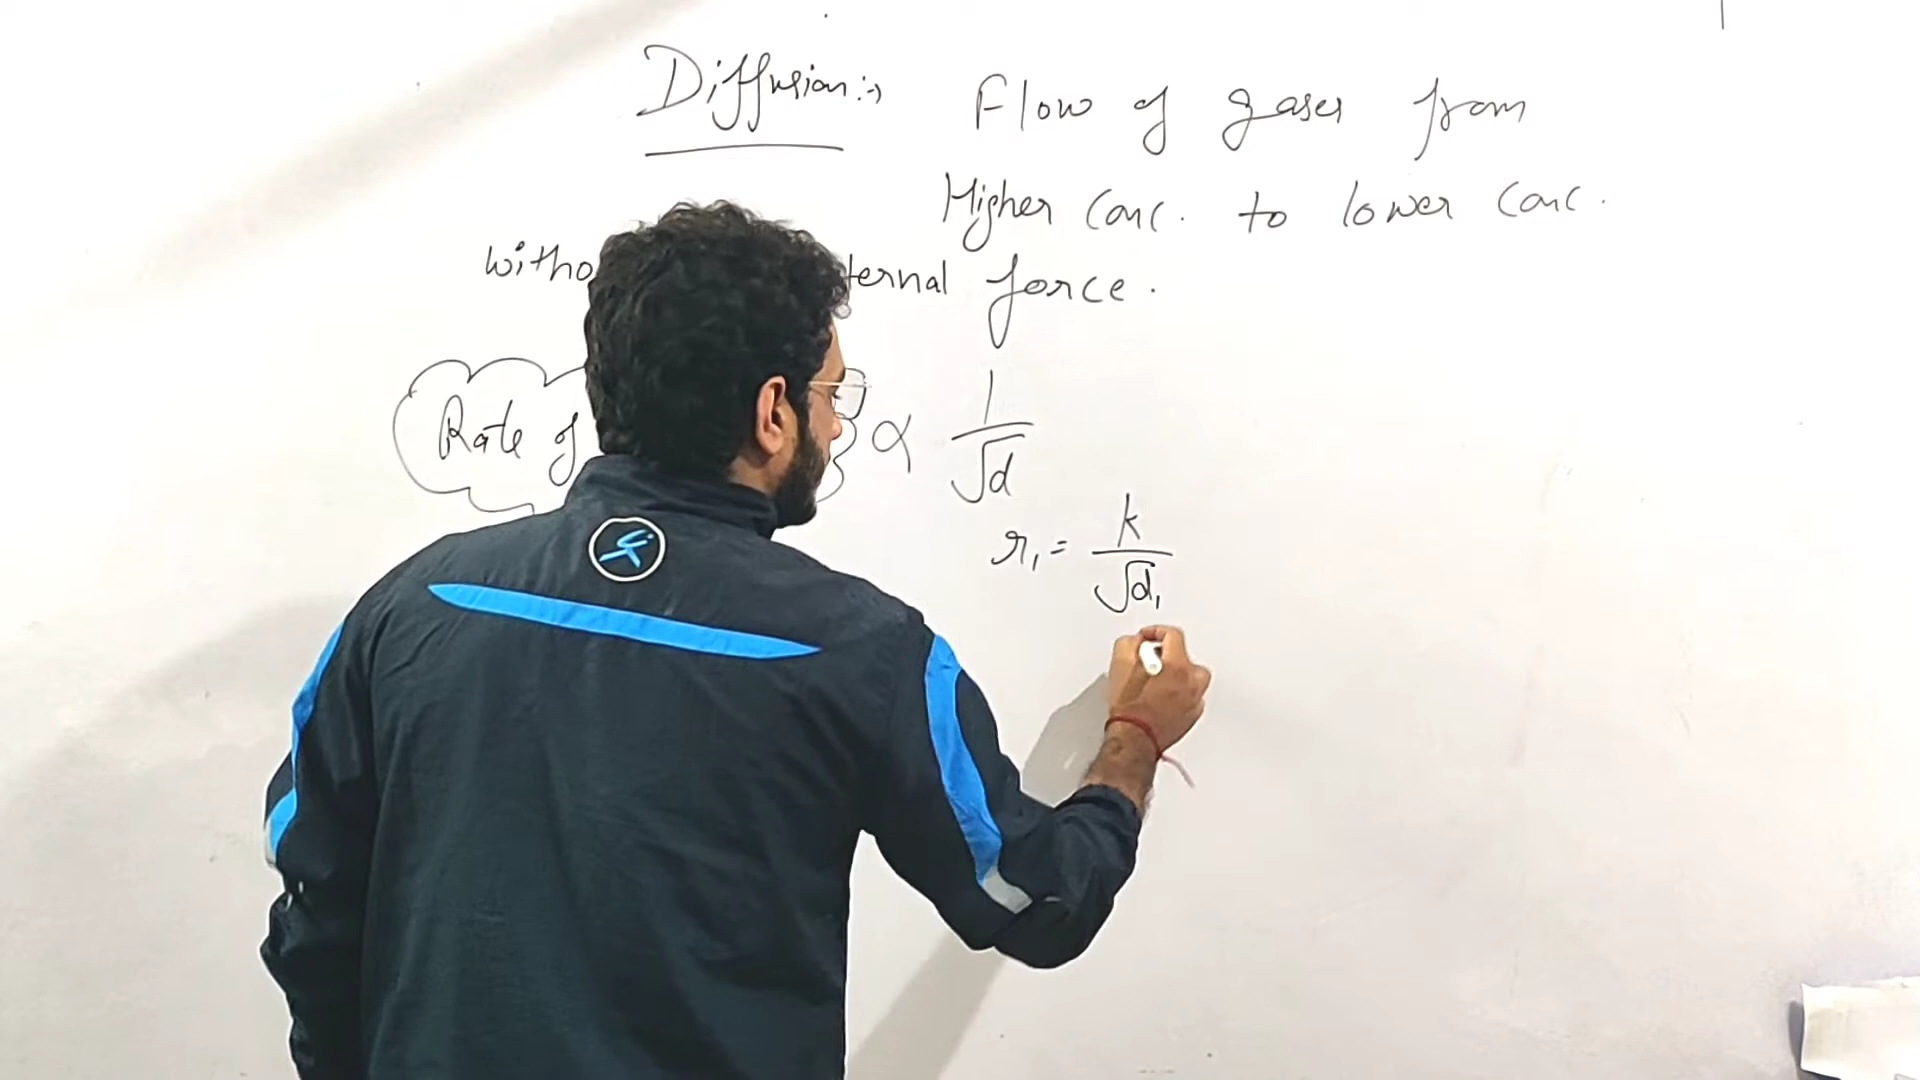 Diffusion :→ Flow of gases from
Higher Conc. to lower Conc.
witho ternal force.
Rate of ∝ 1/√d
r₁ = k/√d₁